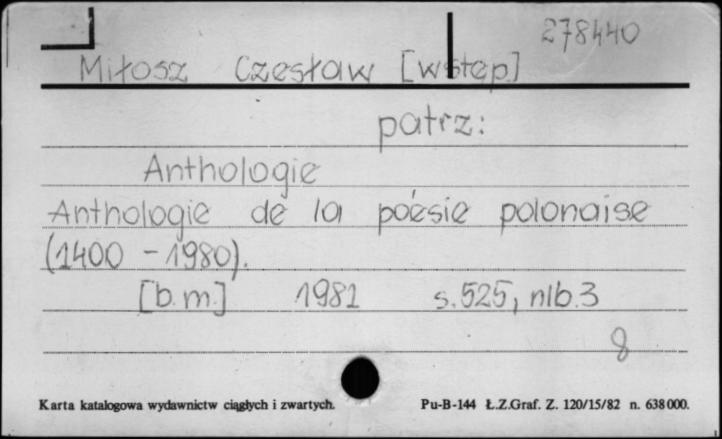 278440
Miłosz Czesław [wstęp]
patrz:
Anthologie
Anthologie de la poésie polonaise
(1400 - 1980).
[b.m.] 1981 s.525, nlb.3
8
Karta katalogowa wydawnictw ciągłych i zwartych. Pu-B-144 Ł.Z.Graf. Z. 120/15/82 n. 638000.